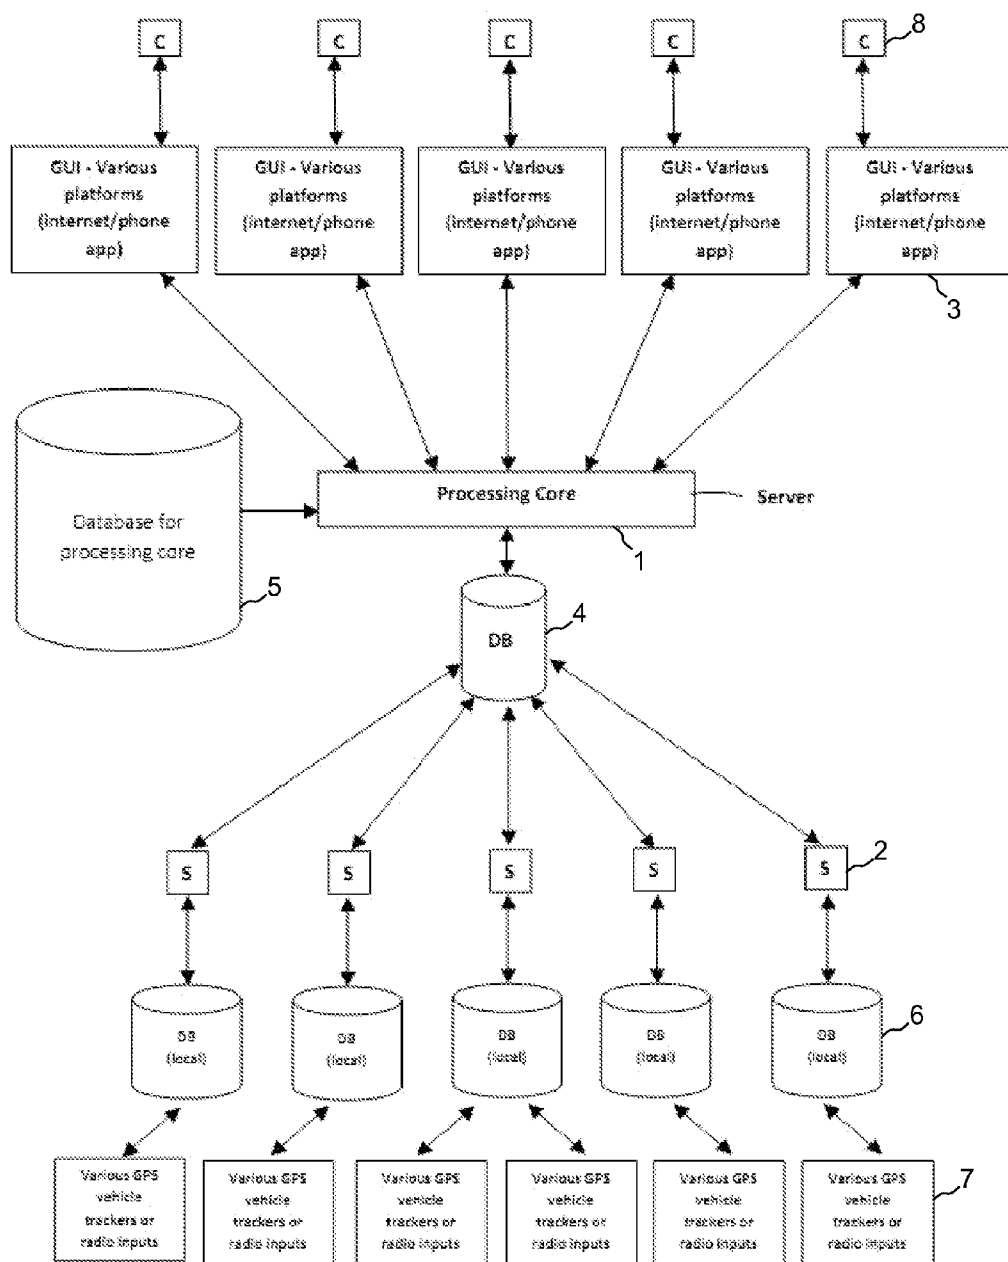 C C C C C 8
GUI - Various GUI - Various GUI - Various GUI - Various GUI - Various
platforms platforms platforms platforms platforms
(internet/phone (internet/phone (internet/phone (internet/phone (internet/phone
app) app) app) app) app)
3
Processing Core Server
Database for
processing core
1
5
4
DB
2
S S S S S
6
DB DB DB DB DB
(local) (local) (local) (local) (local)
7
Various GPS Various GPS Various GPS Various GPS Various GPS Various GPS
vehicle vehicle vehicle vehicle vehicle vehicle
trackers or trackers or trackers or trackers or trackers or trackers or
radio inputs radio inputs radio inputs radio inputs radio inputs radio inputs